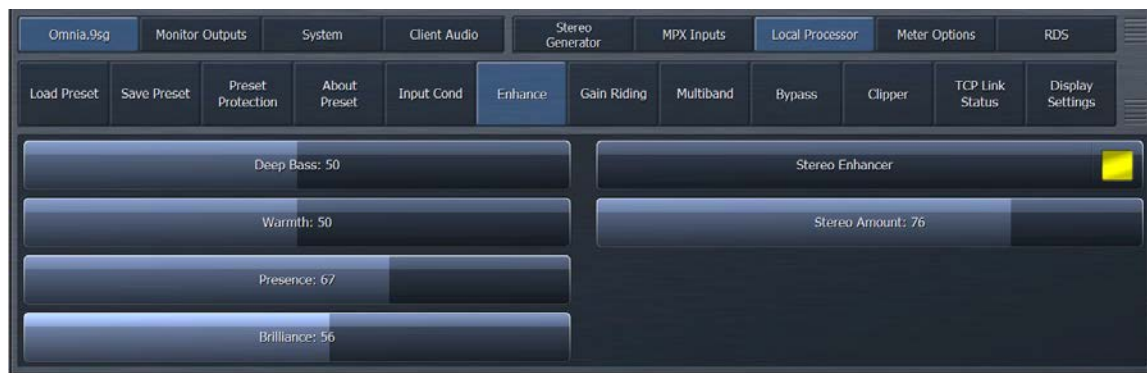 Omnia.9sg Monitor Outputs System Client Audio Stereo Generator MPX Inputs Local Processor Meter Options RDS
Load Preset Save Preset Preset Protection About Preset Input Cond Enhance Gain Riding Multiband Bypass Clipper TCP Link Status Display Settings
Deep Bass: 50 Stereo Enhancer
Warmth: 50 Stereo Amount: 76
Presence: 67
Brilliance: 56